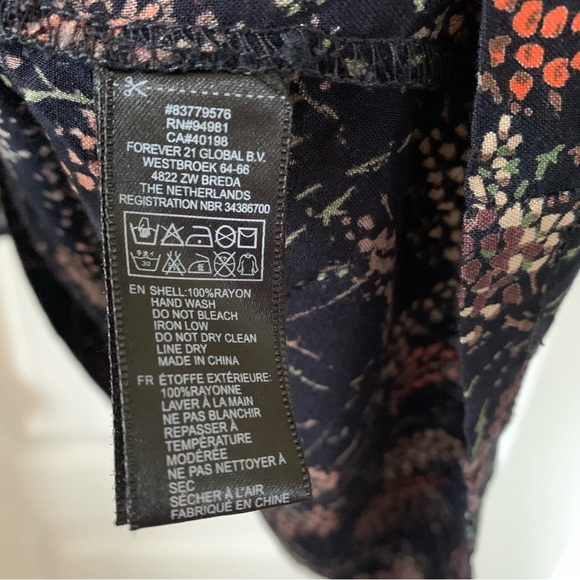 #83779576
RN#94981
CA#40198
FOREVER 21 GLOBAL B.V.
WESTBROEK 64-66
4822 ZW BREDA
THE NETHERLANDS
REGISTRATION NBR 34386700
30
EN SHELL:100%RAYON
HAND WASH
DO NOT BLEACH
IRON LOW
DO NOT DRY CLEAN
LINE DRY
MADE IN CHINA
FR ÉTOFFE EXTÉRIEURE:
100%RAYONNE
LAVER À LA MAIN
NE PAS BLANCHIR
REPASSER À
TEMPÉRATURE
MODÉRÉE
NE PAS NETTOYER À
SEC
SÉCHER À L'AIR
FABRIQUÉ EN CHINE